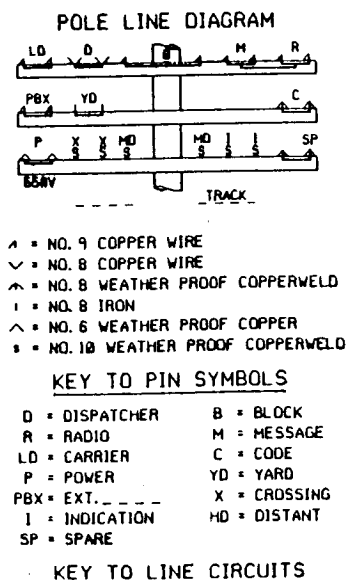 POLE LINE DIAGRAM
LD D B M R
PBX YD C
P X X MD MD I I SP
S S S S S S
550V
TRACK
= NO. 9 COPPER WIRE
= NO. 8 COPPER WIRE
= NO. 8 WEATHER PROOF COPPERWELD
I = NO. 8 IRON
= NO. 6 WEATHER PROOF COPPER
S = NO. 10 WEATHER PROOF COPPERWELD
KEY TO PIN SYMBOLS
D = DISPATCHER B = BLOCK
R = RADIO M = MESSAGE
LD = CARRIER C = CODE
P = POWER YD = YARD
PBX = EXT. _ _ _ _ X = CROSSING
I = INDICATION MD = DISTANT
SP = SPARE
KEY TO LINE CIRCUITS